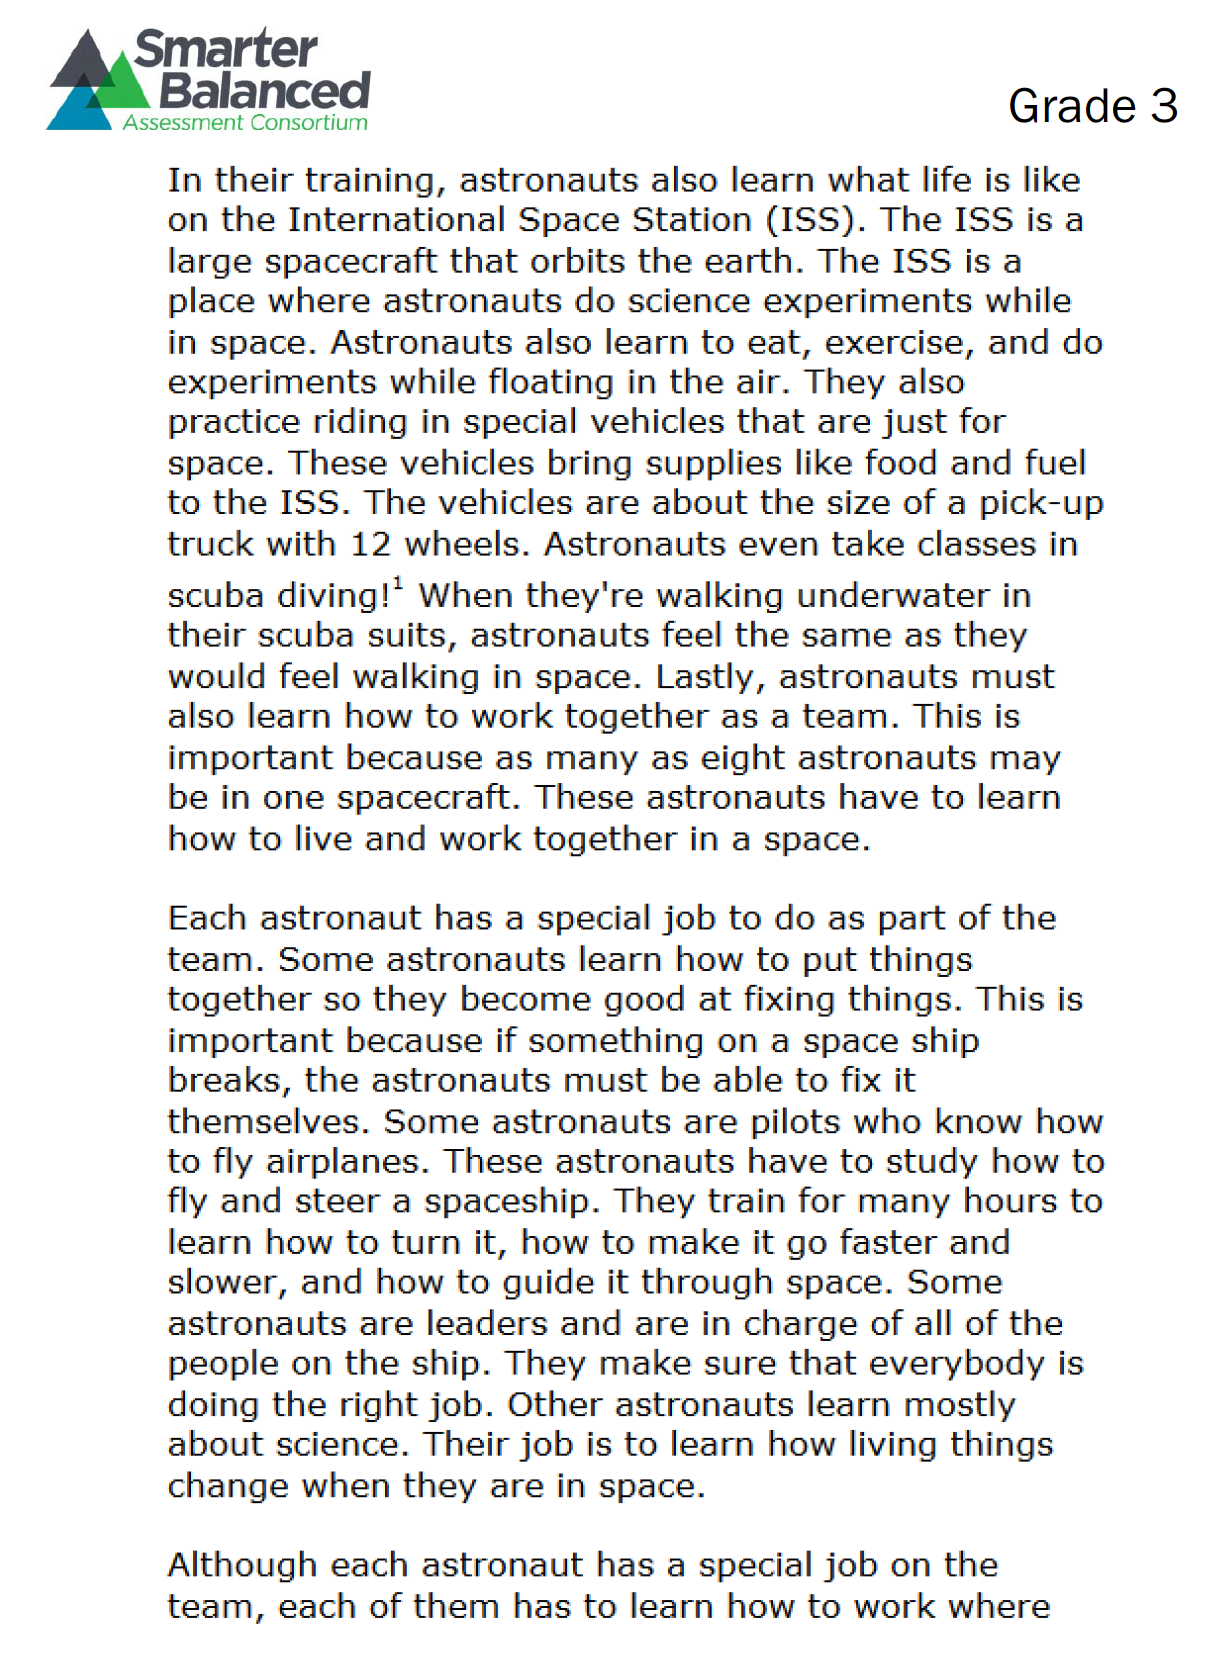 Smarter
Balanced
Assessment Consortium
Grade 3
In their training, astronauts also learn what life is like
on the International Space Station (ISS). The ISS is a
large spacecraft that orbits the earth. The ISS is a
place where astronauts do science experiments while
in space. Astronauts also learn to eat, exercise, and do
experiments while floating in the air. They also
practice riding in special vehicles that are just for
space. These vehicles bring supplies like food and fuel
to the ISS. The vehicles are about the size of a pick-up
truck with 12 wheels. Astronauts even take classes in
scuba diving!¹ When they're walking underwater in
their scuba suits, astronauts feel the same as they
would feel walking in space. Lastly, astronauts must
also learn how to work together as a team. This is
important because as many as eight astronauts may
be in one spacecraft. These astronauts have to learn
how to live and work together in a space.
Each astronaut has a special job to do as part of the
team. Some astronauts learn how to put things
together so they become good at fixing things. This is
important because if something on a space ship
breaks, the astronauts must be able to fix it
themselves. Some astronauts are pilots who know how
to fly airplanes. These astronauts have to study how to
fly and steer a spaceship. They train for many hours to
learn how to turn it, how to make it go faster and
slower, and how to guide it through space. Some
astronauts are leaders and are in charge of all of the
people on the ship. They make sure that everybody is
doing the right job. Other astronauts learn mostly
about science. Their job is to learn how living things
change when they are in space.
Although each astronaut has a special job on the
team, each of them has to learn how to work where